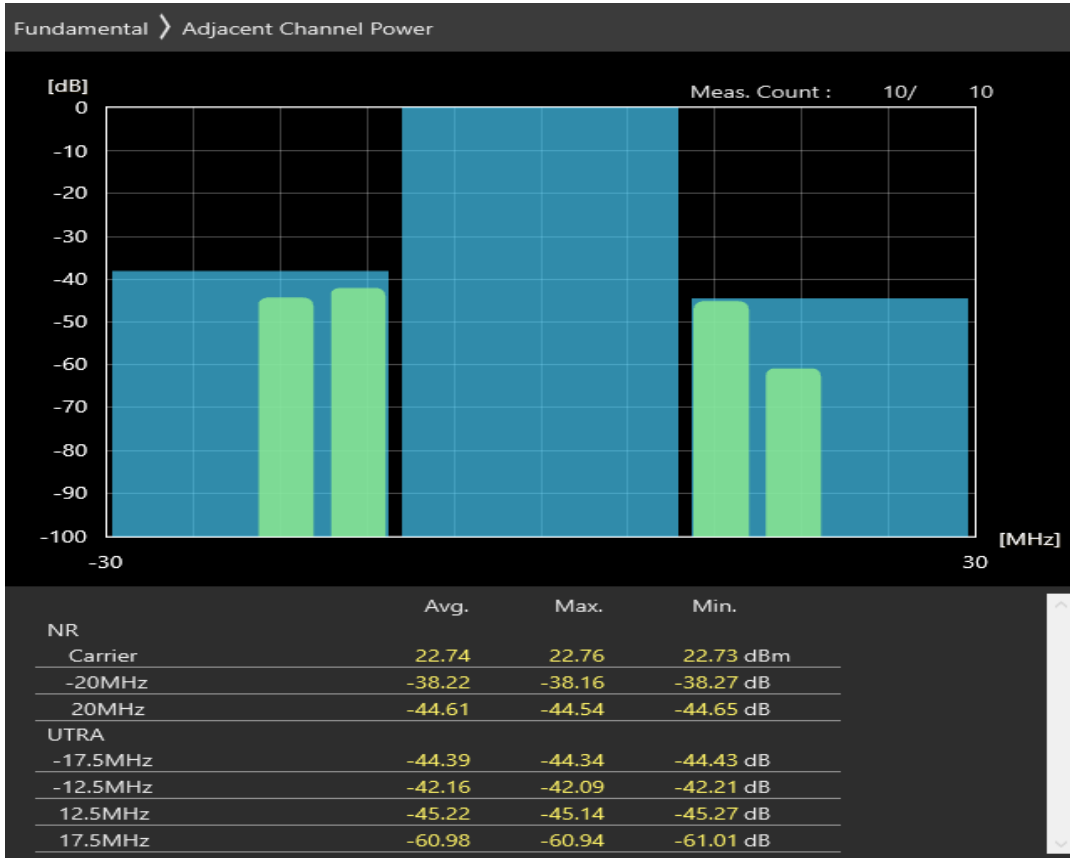 Fundamental ❭ Adjacent Channel Power
[dB]
Meas. Count : 10/ 10
0
-10
-20
-30
-40
-50
-60
-70
-80
-90
-100
[MHz]
-30 30
Avg. Max. Min.
NR
Carrier 22.74 22.76 22.73 dBm
-20MHz -38.22 -38.16 -38.27 dB
20MHz -44.61 -44.54 -44.65 dB
UTRA
-17.5MHz -44.39 -44.34 -44.43 dB
-12.5MHz -42.16 -42.09 -42.21 dB
12.5MHz -45.22 -45.14 -45.27 dB
17.5MHz -60.98 -60.94 -61.01 dB